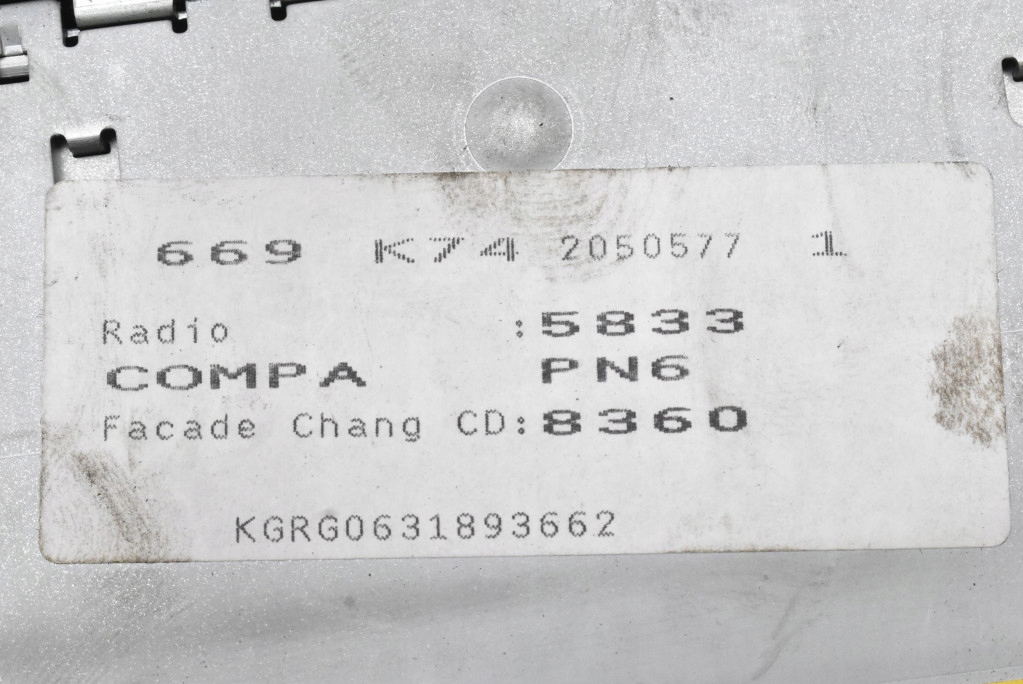 669 K74 2050577 1
Radio :5833
COMPA PN6
Facade Chang CD:8360
KGRG0631893662